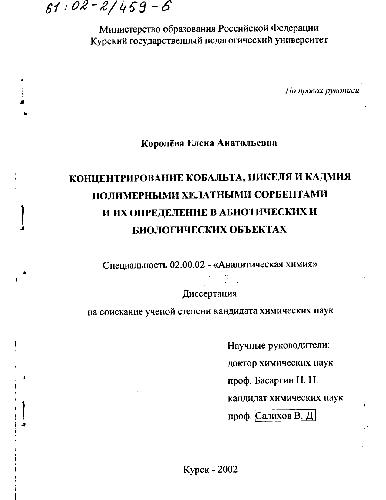 61:02-2/459-6
Министерство образования Российской Федерации
Курский государственный педагогический университет
На правах рукописи
Королёва Елена Анатольевна
КОНЦЕНТРИРОВАНИЕ КОБАЛЬТА, НИКЕЛЯ И КАДМИЯ
ПОЛИМЕРНЫМИ ХЕЛАТНЫМИ СОРБЕНТАМИ
И ИХ ОПРЕДЕЛЕНИЕ В АБИОТИЧЕСКИХ И
БИОЛОГИЧЕСКИХ ОБЪЕКТАХ
Специальность 02.00.02 - «Аналитическая химия»
Диссертация
на соискание ученой степени кандидата химических наук
Научные руководители:
доктор химических наук
проф. Басаргин Н. Н.
кандидат химических наук
проф. Салихов В. Д.
Курск - 2002